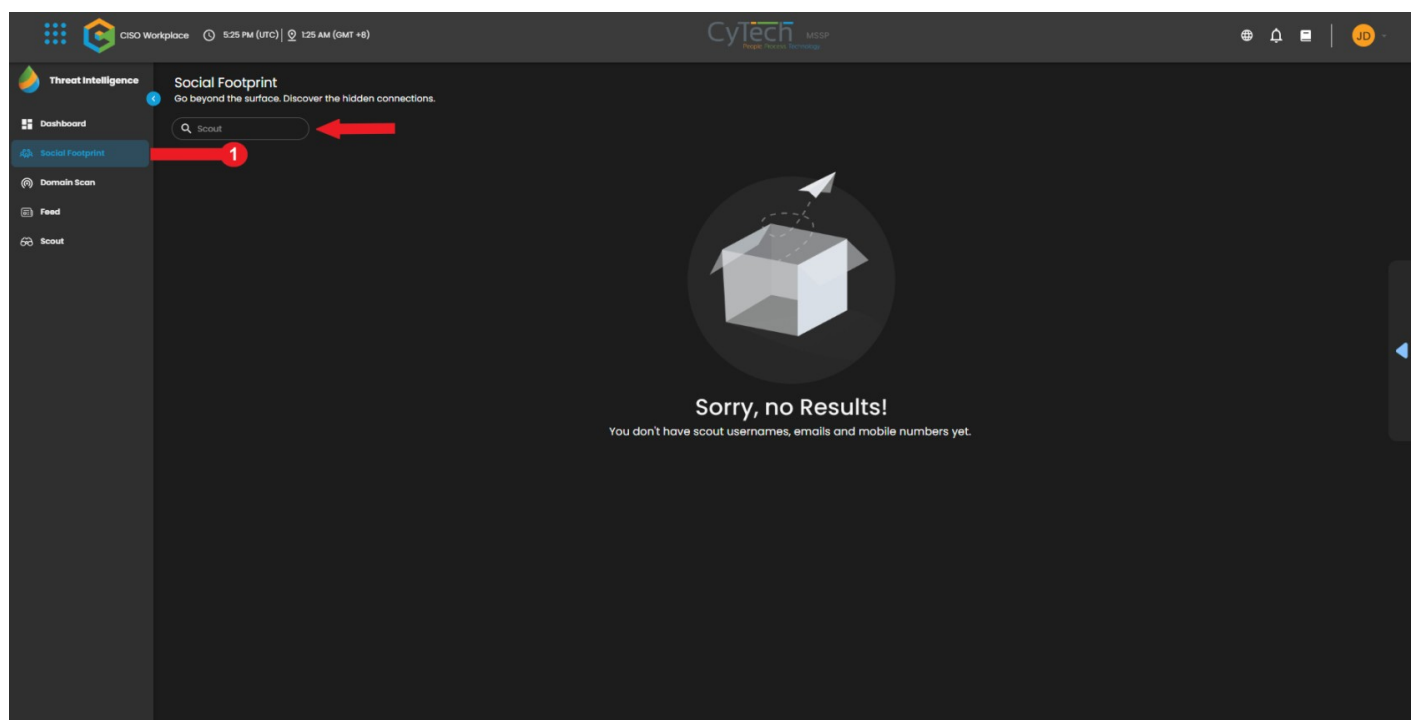 CISO Workplace 5:25 PM (UTC) | 1:25 AM (GMT +8)
CyTech MSSP
People Process Technology
JD
Threat Intelligence
Dashboard
Social Footprint
Domain Scan
Feed
Scout
Social Footprint
Go beyond the surface. Discover the hidden connections.
Scout
1
Sorry, no Results!
You don't have scout usernames, emails and mobile numbers yet.